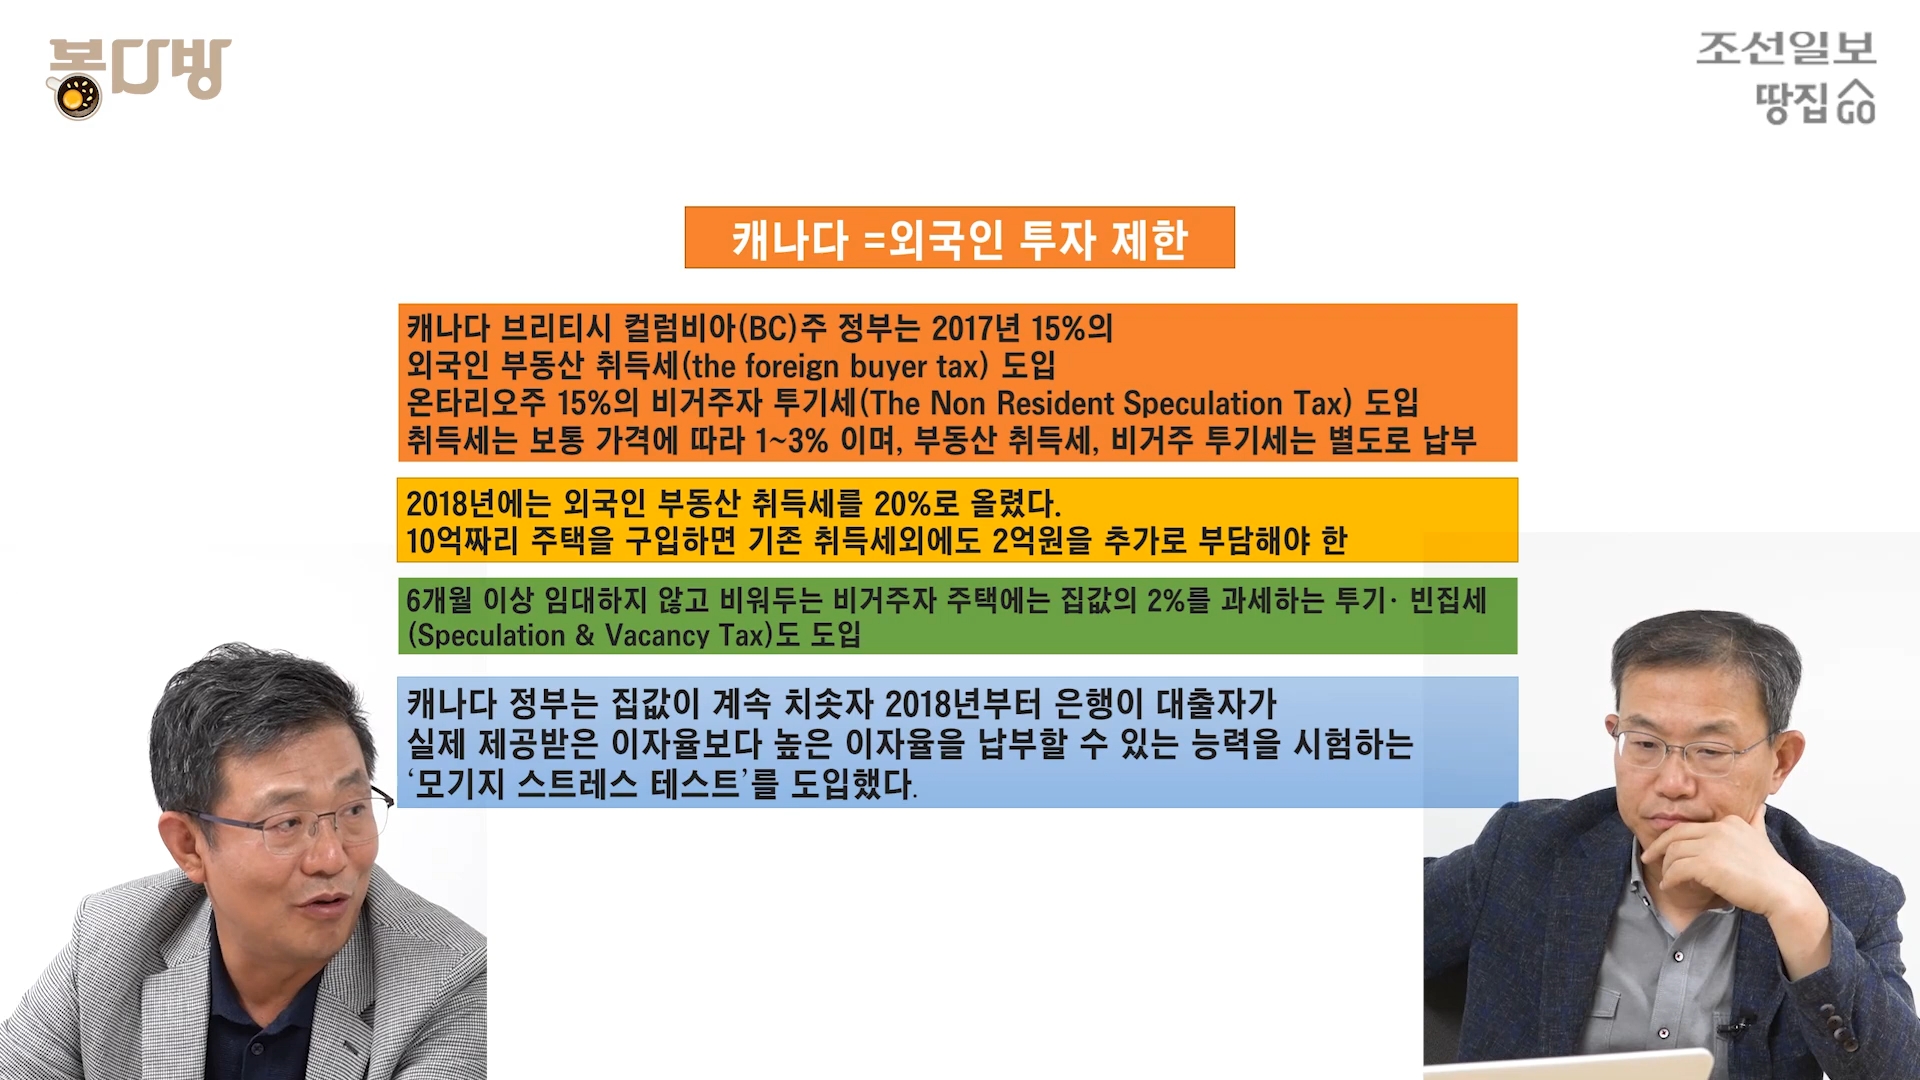 봉다방
조선일보
땅집GO
캐나다 =외국인 투자 제한
캐나다 브리티시 컬럼비아(BC)주 정부는 2017년 15%의
외국인 부동산 취득세(the foreign buyer tax) 도입
온타리오주 15%의 비거주자 투기세(The Non Resident Speculation Tax) 도입
취득세는 보통 가격에 따라 1~3% 이며, 부동산 취득세, 비거주 투기세는 별도로 납부
2018년에는 외국인 부동산 취득세를 20%로 올렸다.
10억짜리 주택을 구입하면 기존 취득세외에도 2억원을 추가로 부담해야 한
6개월 이상 임대하지 않고 비워두는 비거주자 주택에는 집값의 2%를 과세하는 투기· 빈집세
(Speculation & Vacancy Tax)도 도입
캐나다 정부는 집값이 계속 치솟자 2018년부터 은행이 대출자가
실제 제공받은 이자율보다 높은 이자율을 납부할 수 있는 능력을 시험하는
‘모기지 스트레스 테스트’를 도입했다.